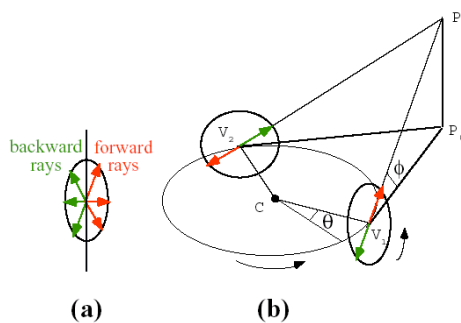 backward forward
rays rays
(a)
P
P
V2
C
θ
ϕ
V1
(b)